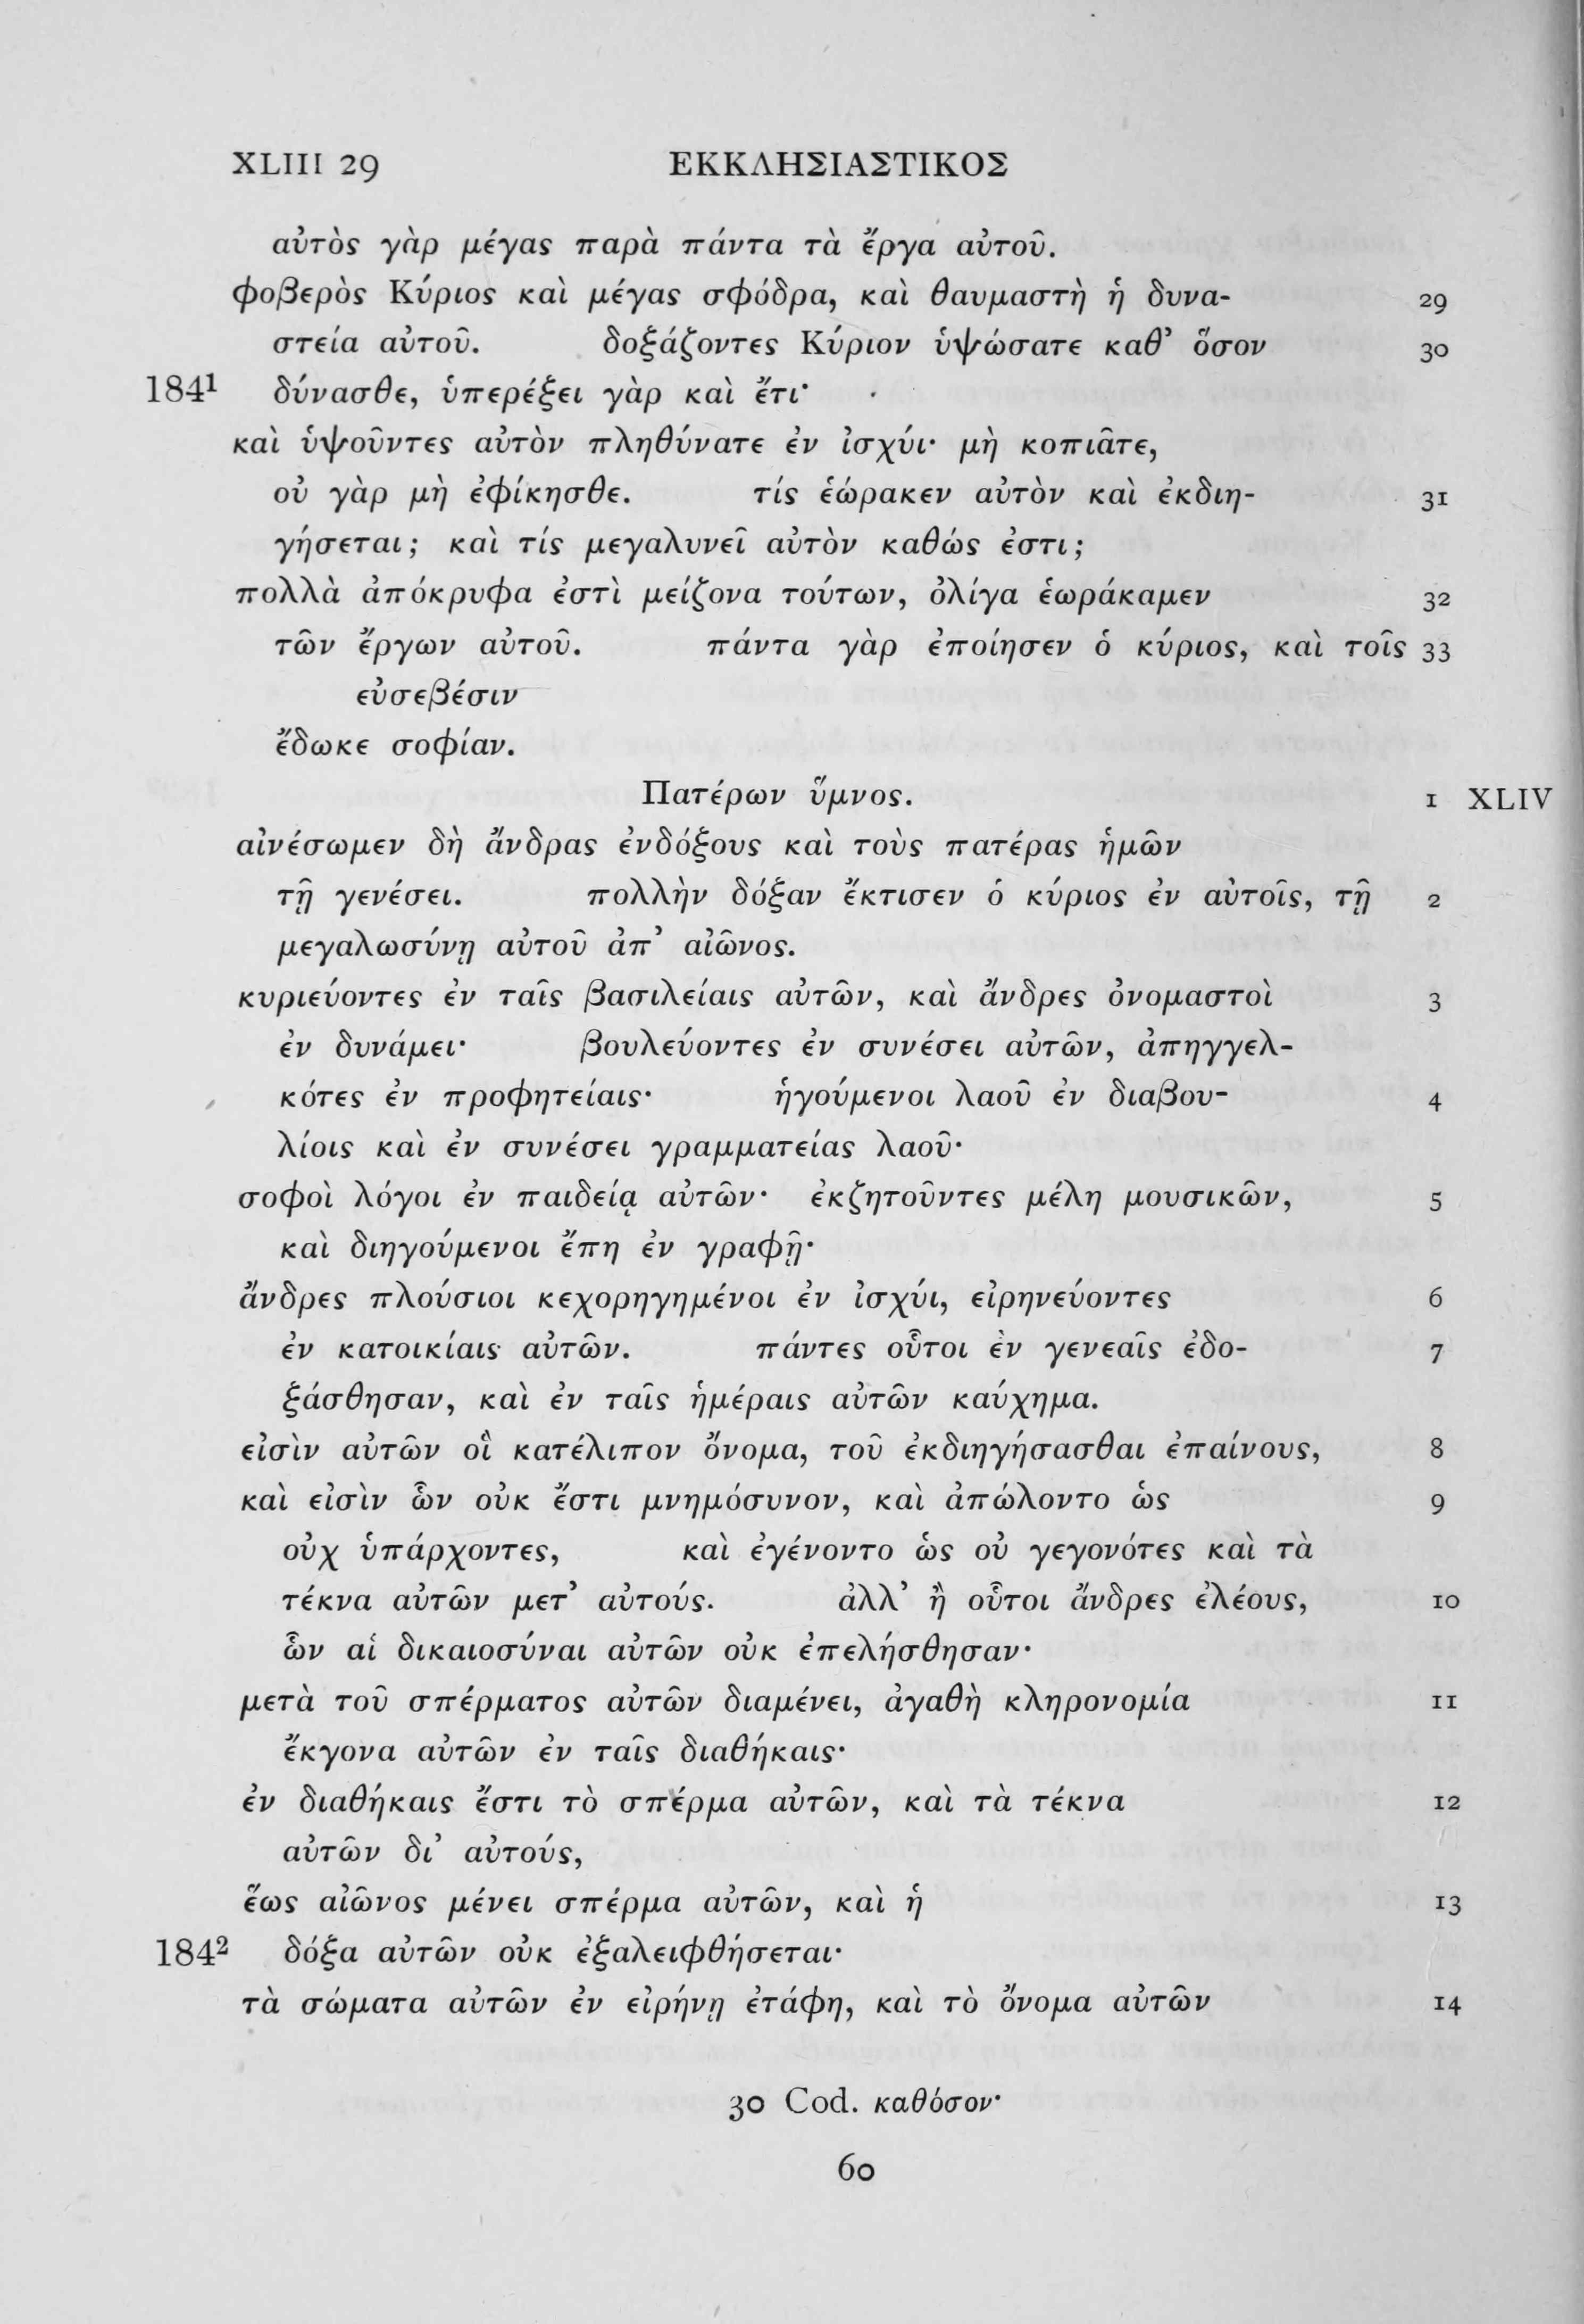 XLIII 29 ΕΚΚΛΗΣΙΑΣΤΙΚΟΣ
αὐτὸς γὰρ μέγας παρὰ πάντα τὰ ἔργα αὐτοῦ.
φοβερὸς Κύριος καὶ μέγας σφόδρα, καὶ θαυμαστὴ ἡ δυνα- 29
στεία αὐτοῦ. δοξάζοντες Κύριον ὑψώσατε καθ’ ὅσον 30
184¹ δύνασθε, ὑπερέξει γὰρ καὶ ἔτι·
καὶ ὑψοῦντες αὐτὸν πληθύνατε ἐν ἰσχύι· μὴ κοπιᾶτε,
οὐ γὰρ μὴ ἐφίκησθε. τίς ἑώρακεν αὐτὸν καὶ ἐκδιη- 31
γήσεται; καὶ τίς μεγαλυνεῖ αὐτὸν καθώς ἐστι;
πολλὰ ἀπόκρυφα ἐστὶ μείζονα τούτων, ὀλίγα ἑωράκαμεν 32
τῶν ἔργων αὐτοῦ. πάντα γὰρ ἐποίησεν ὁ κύριος, καὶ τοῖς 33
εὐσεβέσιν
ἔδωκε σοφίαν.
Πατέρων ὕμνος. 1 XLIV
αἰνέσωμεν δὴ ἄνδρας ἐνδόξους καὶ τοὺς πατέρας ἡμῶν
τῇ γενέσει. πολλὴν δόξαν ἔκτισεν ὁ κύριος ἐν αὐτοῖς, τῇ 2
μεγαλωσύνῃ αὐτοῦ ἀπ’ αἰῶνος.
κυριεύοντες ἐν ταῖς βασιλείαις αὐτῶν, καὶ ἄνδρες ὀνομαστοὶ 3
ἐν δυνάμει· βουλεύοντες ἐν συνέσει αὐτῶν, ἀπηγγελ-
κότες ἐν προφητείαις· ἡγούμενοι λαοῦ ἐν διαβου- 4
λίοις καὶ ἐν συνέσει γραμματείας λαοῦ·
σοφοὶ λόγοι ἐν παιδείᾳ αὐτῶν· ἐκζητοῦντες μέλη μουσικῶν, 5
καὶ διηγούμενοι ἔπη ἐν γραφῇ·
ἄνδρες πλούσιοι κεχορηγημένοι ἐν ἰσχύι, εἰρηνεύοντες 6
ἐν κατοικίαις αὐτῶν. πάντες οὗτοι ἐν γενεαῖς ἐδο- 7
ξάσθησαν, καὶ ἐν ταῖς ἡμέραις αὐτῶν καύχημα.
εἰσὶν αὐτῶν οἳ κατέλιπον ὄνομα, τοῦ ἐκδιηγήσασθαι ἐπαίνους, 8
καὶ εἰσὶν ὧν οὐκ ἔστι μνημόσυνον, καὶ ἀπώλοντο ὡς 9
οὐχ ὑπάρχοντες, καὶ ἐγένοντο ὡς οὐ γεγονότες καὶ τὰ
τέκνα αὐτῶν μετ’ αὐτούς. ἀλλ’ ἢ οὗτοι ἄνδρες ἐλέους, 10
ὧν αἱ δικαιοσύναι αὐτῶν οὐκ ἐπελήσθησαν·
μετὰ τοῦ σπέρματος αὐτῶν διαμένει, ἀγαθὴ κληρονομία 11
ἔκγονα αὐτῶν ἐν ταῖς διαθήκαις·
ἐν διαθήκαις ἔστι τὸ σπέρμα αὐτῶν, καὶ τὰ τέκνα 12
αὐτῶν δι’ αὐτούς,
ἕως αἰῶνος μένει σπέρμα αὐτῶν, καὶ ἡ 13
184² δόξα αὐτῶν οὐκ ἐξαλειφθήσεται·
τὰ σώματα αὐτῶν ἐν εἰρήνῃ ἐτάφη, καὶ τὸ ὄνομα αὐτῶν 14
30 Cod. καθόσον·
60